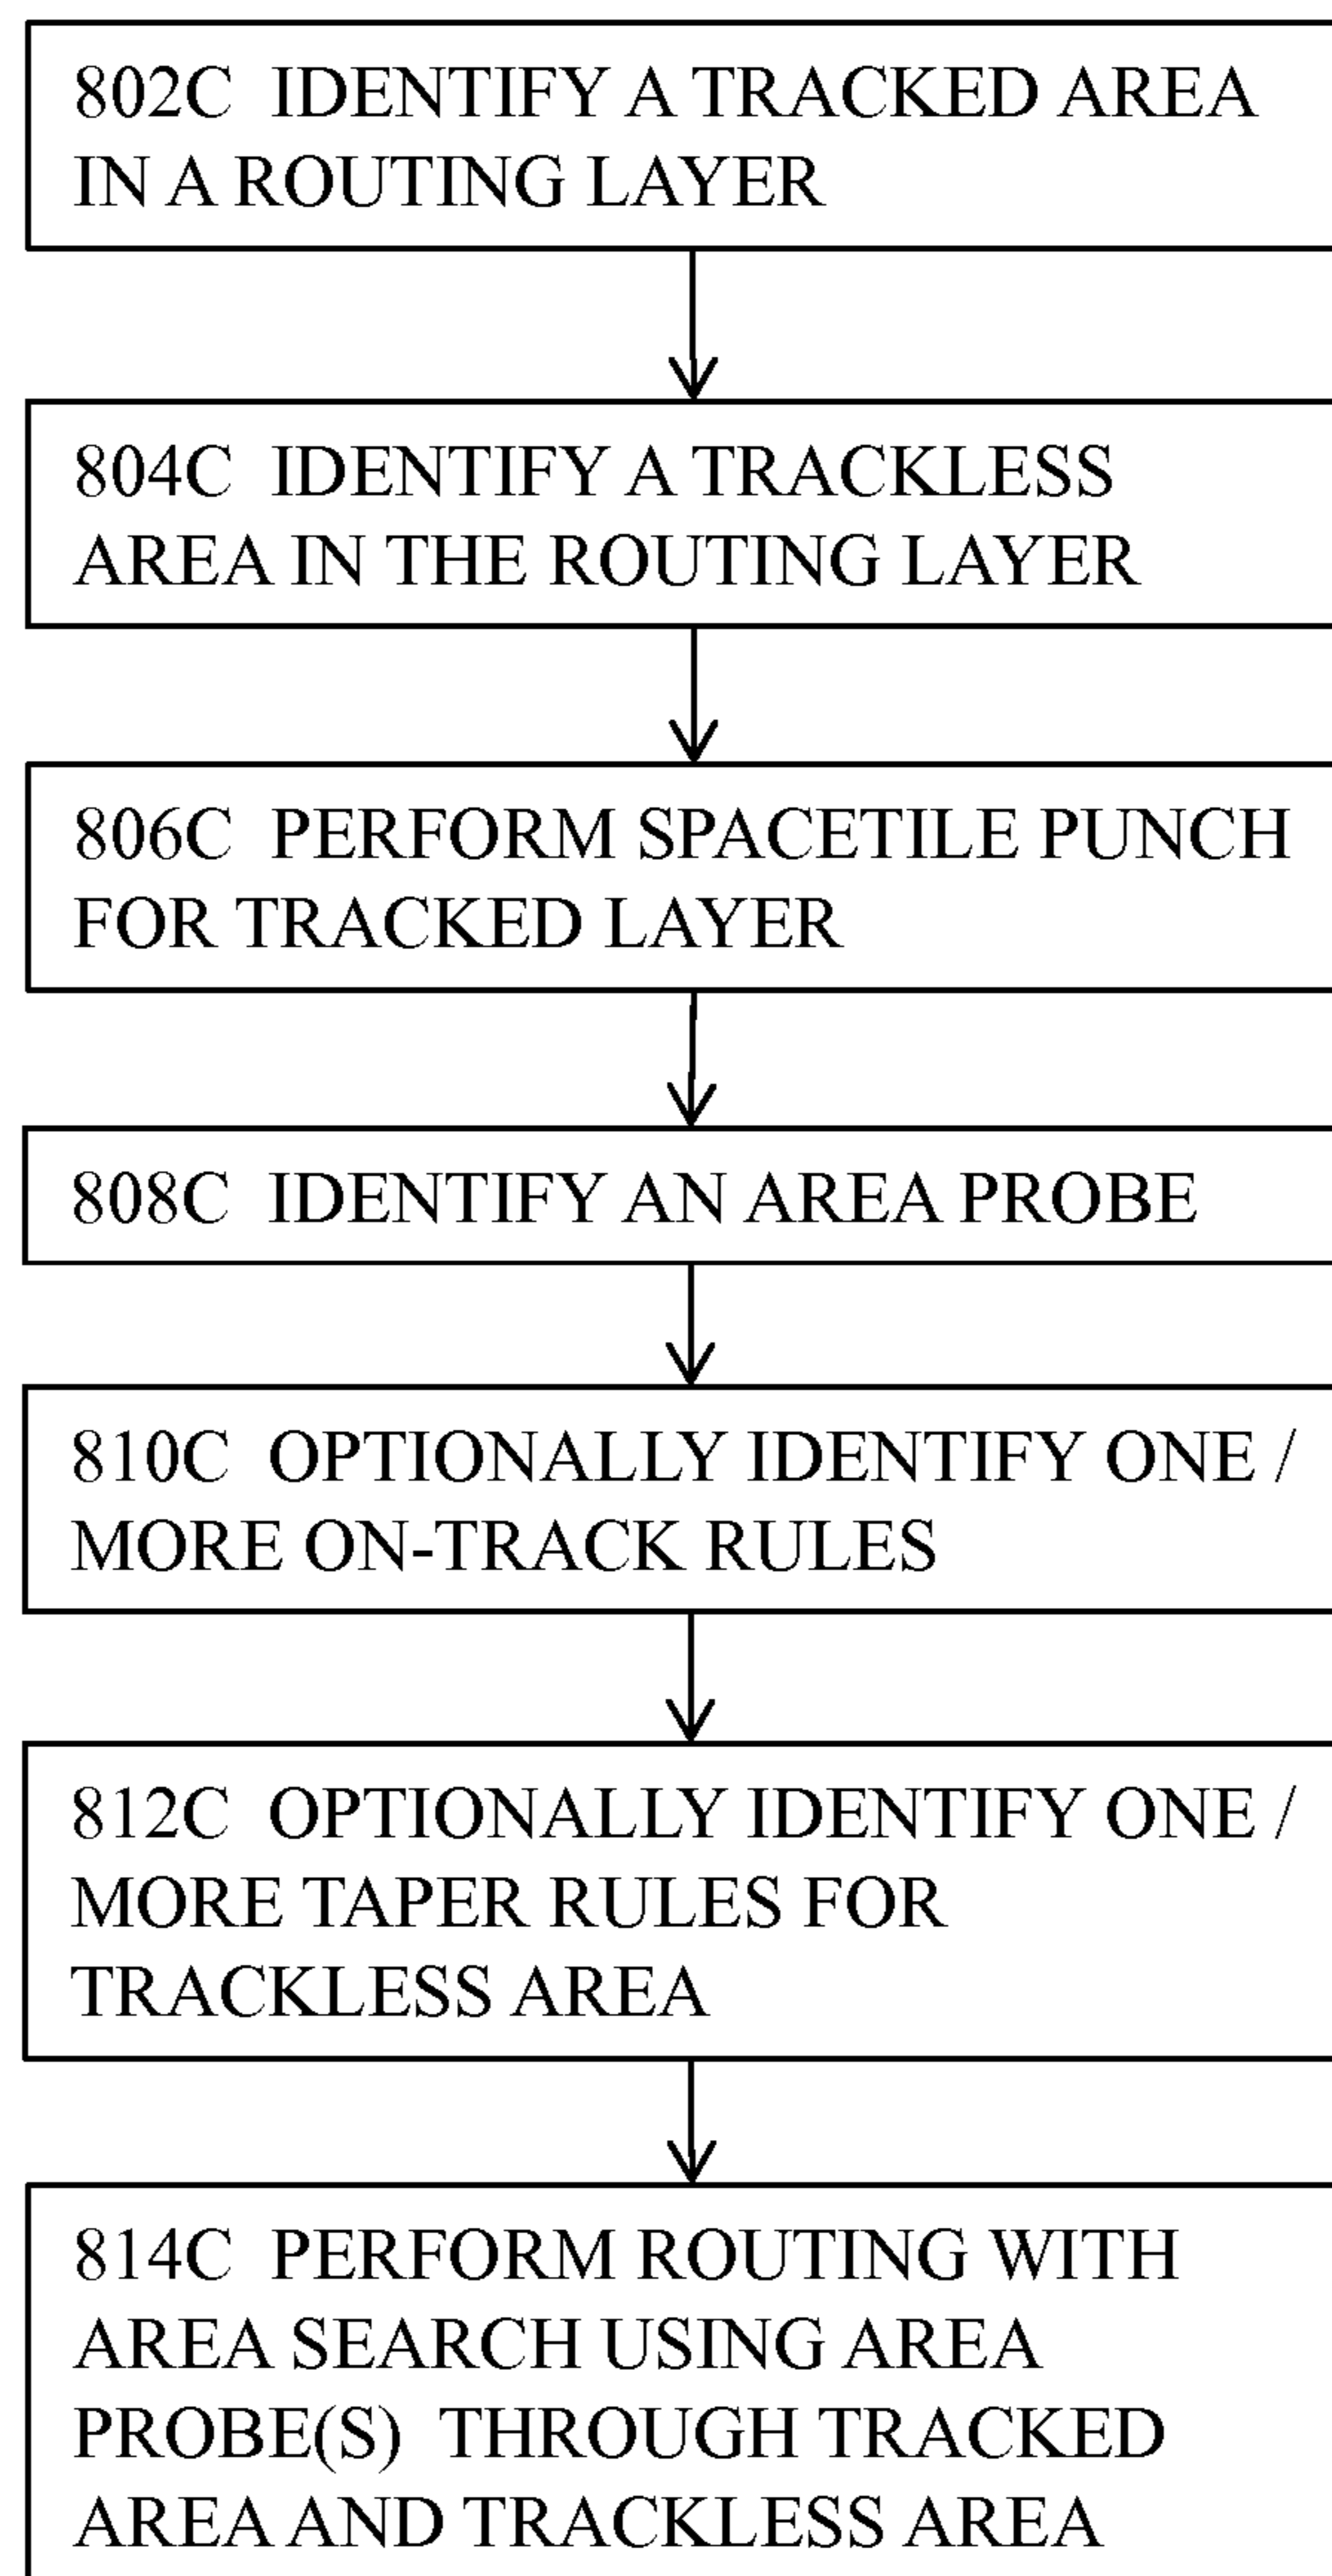 802C IDENTIFY A TRACKED AREA
IN A ROUTING LAYER
804C IDENTIFY A TRACKLESS
AREA IN THE ROUTING LAYER
806C PERFORM SPACETILE PUNCH
FOR TRACKED LAYER
808C IDENTIFY AN AREA PROBE
810C OPTIONALLY IDENTIFY ONE /
MORE ON-TRACK RULES
812C OPTIONALLY IDENTIFY ONE /
MORE TAPER RULES FOR
TRACKLESS AREA
814C PERFORM ROUTING WITH
AREA SEARCH USING AREA
PROBE(S) THROUGH TRACKED
AREA AND TRACKLESS AREA